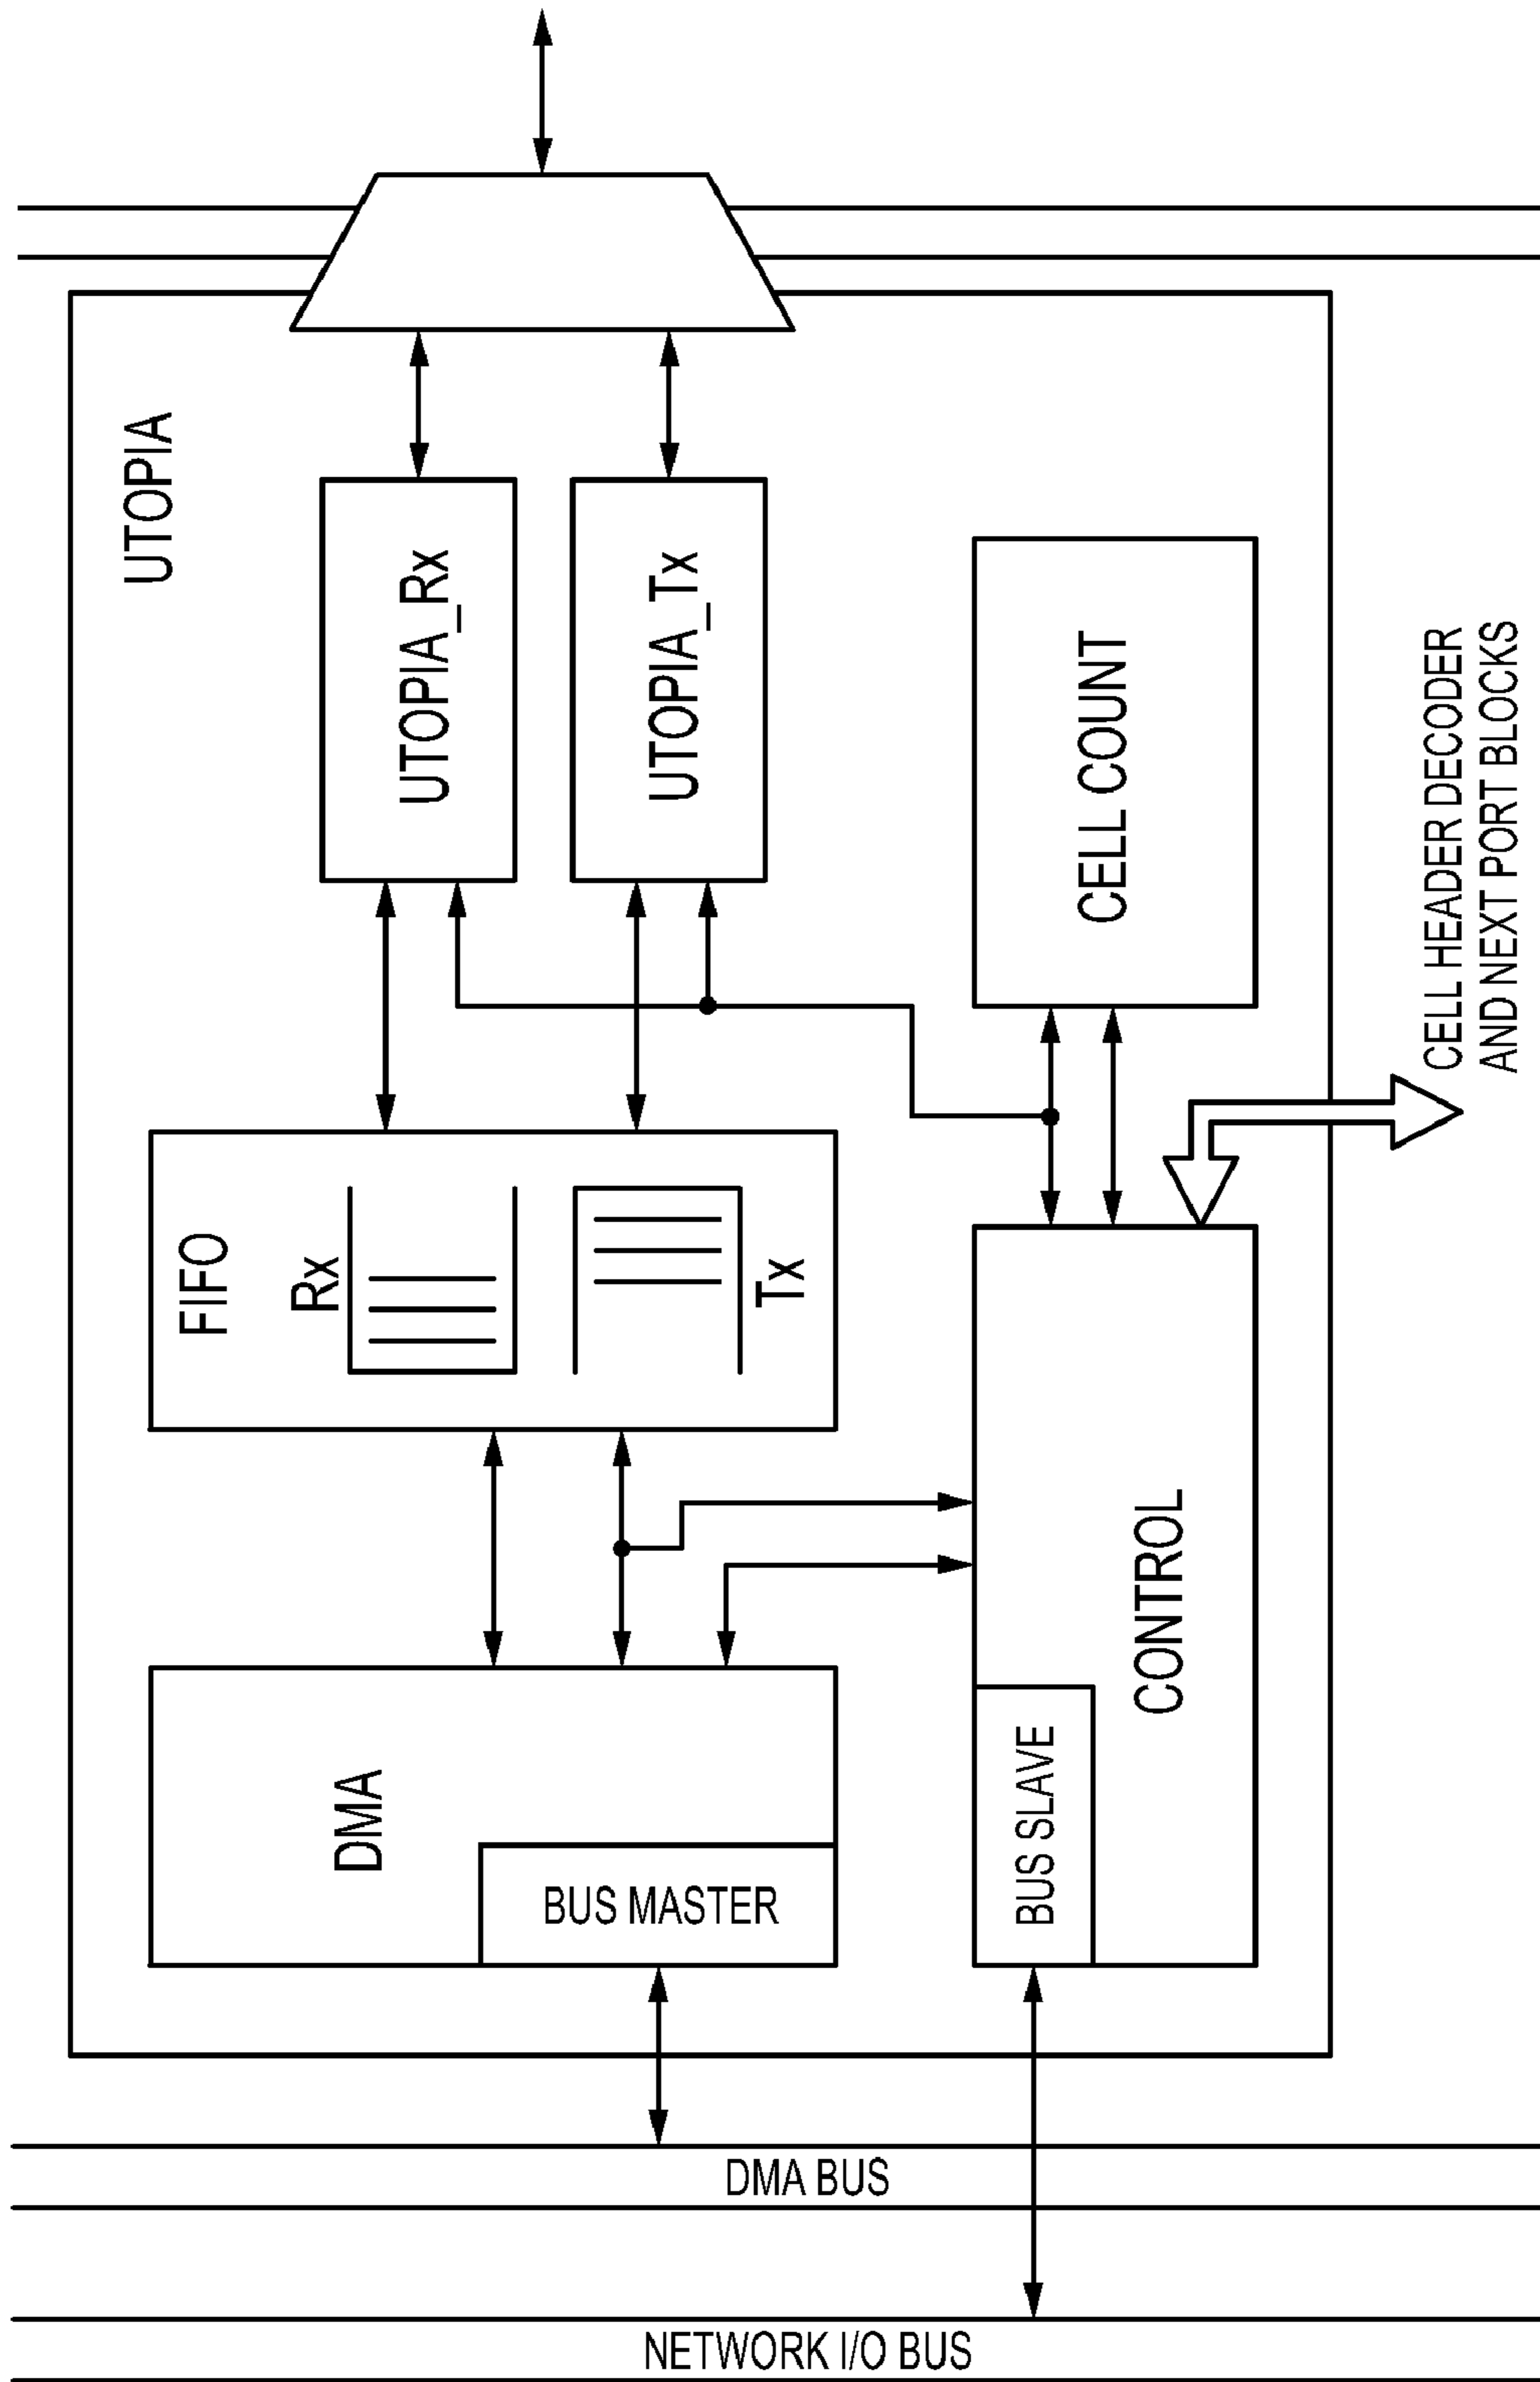 UTOPIA
UTOPIA_Rx
UTOPIA_Tx
CELL COUNT
CELL HEADER DECODER
AND NEXT PORT BLOCKS
FIFO
Rx
Tx
DMA
BUS MASTER
CONTROL
BUS SLAVE
DMA BUS
NETWORK I/O BUS